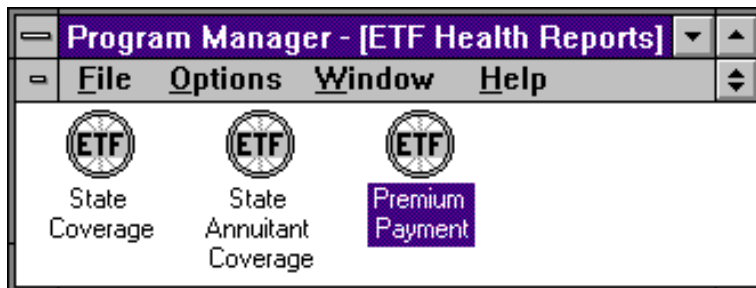 Program Manager - [ETF Health Reports]
File Options Window Help
ETF ETF ETF
State State Premium
Coverage Annuitant Payment
Coverage